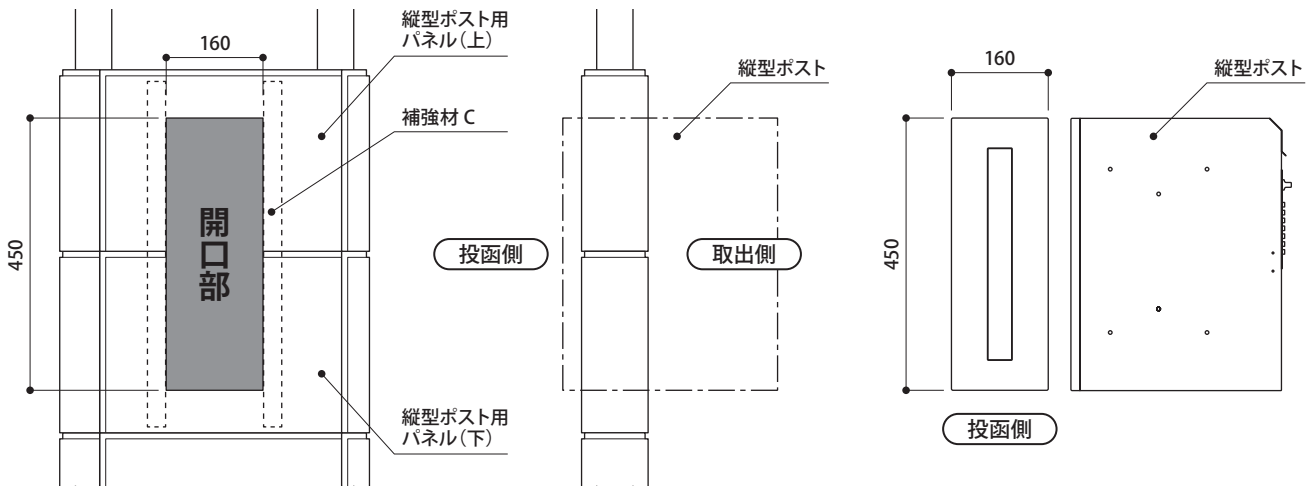 160
縦型ポスト用
パネル（上）
補強材 C
450
開口部
縦型ポスト用
パネル（下）
縦型ポスト
投函側
取出側
160
縦型ポスト
450
投函側